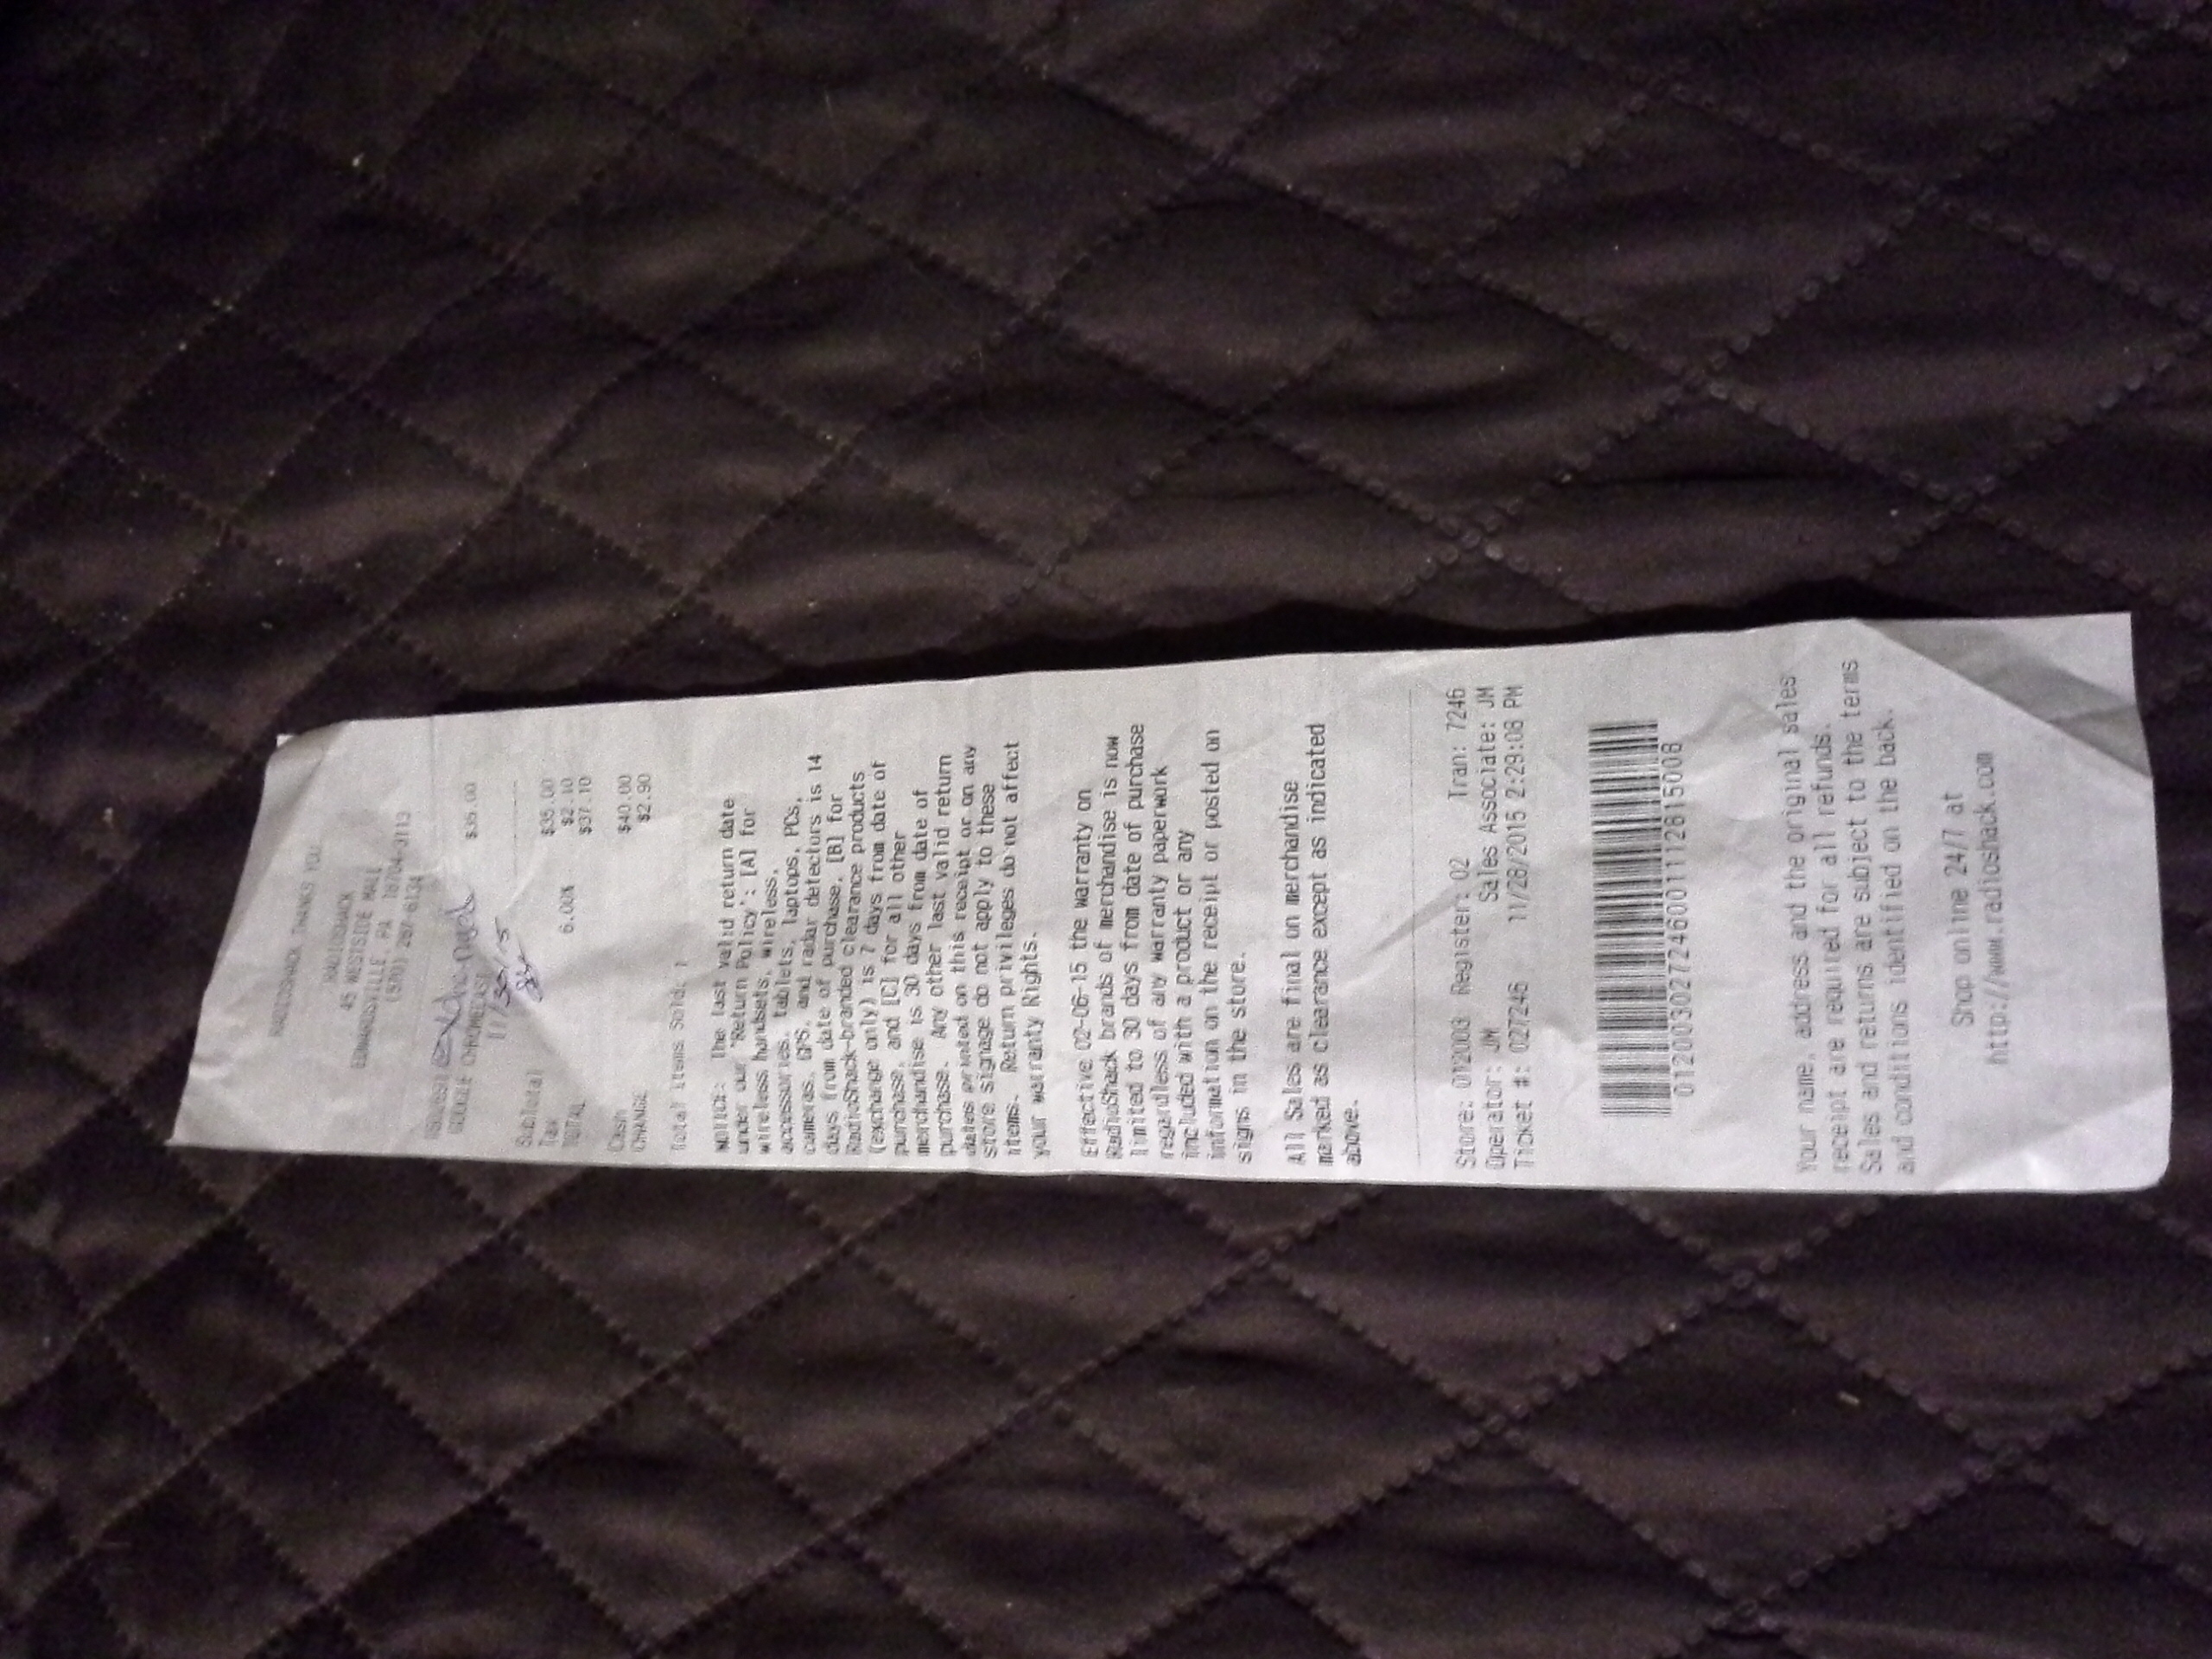 RADIOSHACK THANKS YOU
RADIOSHACK
45 WESTSIDE MALL
EDWARDSVILLE, PA 18704-3113
(570) 287-6134
Sales: exchanged
GOOGLE CHROMECAST $35.00
11/30/15
Subtotal $35.00
Tax 6.00% $2.10
TOTAL $37.10
Cash $40.00
CHANGE $2.90
Total Items Sold: 1
NOTICE: The last valid return date
under our "Return Policy": [A] for
wireless handsets, wireless,
accessories, tablets, laptops, PCs,
cameras, GPS, and radar detectors is 14
days from date of purchase, [B] for
RadioShack-branded clearance products
(exchange only) is 7 days from date of
purchase, and [C] for all other
merchandise is 30 days from date of
purchase. Any other last valid return
dates printed on this receipt or on any
store signage do not apply to these
items. Return privileges do not affect
your warranty Rights.
Effective 02-06-15 the warranty on
RadioShack brands of merchandise is now
limited to 30 days from date of purchase
regardless of any warranty paperwork
included with a product or any
information on the receipt or posted on
signs in the store.
All Sales are final on merchandise
marked as clearance except as indicated
above.
Store: 012003 Register: 02 Tran: 7246
Operator: JM Sales Associate: JM
Ticket #: 027246 11/28/2015 2:29:08 PM
012003027246001112815008
Your name, address and the original sales
receipt are required for all refunds.
Sales and returns are subject to the terms
and conditions identified on the back.
Shop online 24/7 at
http://www.radioshack.com